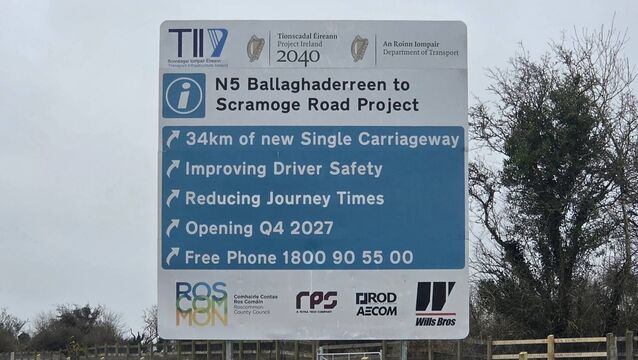 TII
Bonneagar Iompair Éireann
Transport Infrastructure Ireland
Tionscadal Éireann
Project Ireland
2040
An Roinn Iompair
Department of Transport
i
N5 Ballaghaderreen to
Scramoge Road Project
34km of new Single Carriageway
Improving Driver Safety
Reducing Journey Times
Opening Q4 2027
Free Phone 1800 90 55 00
ROS
COM
MON
Comhairle Contae
Ros Comáin
Roscommon
County Council
rps
A TETRA TECH COMPANY
ROD
AECOM
W
Wills Bros